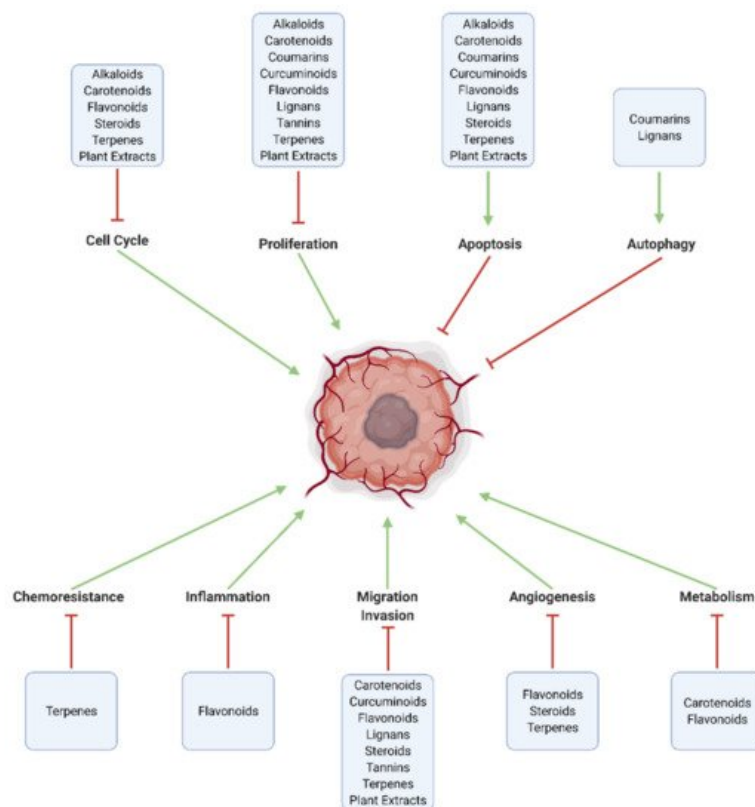 Alkaloids
Carotenoids
Flavonoids
Steroids
Terpenes
Plant Extracts
Cell Cycle
Alkaloids
Carotenoids
Coumarins
Curcuminoids
Flavonoids
Lignans
Tannins
Terpenes
Plant Extracts
Proliferation
Alkaloids
Carotenoids
Coumarins
Curcuminoids
Flavonoids
Lignans
Steroids
Terpenes
Plant Extracts
Apoptosis
Coumarins
Lignans
Autophagy
Chemoresistance
Terpenes
Inflammation
Flavonoids
Migration
Invasion
Carotenoids
Curcuminoids
Flavonoids
Lignans
Steroids
Tannins
Terpenes
Plant Extracts
Angiogenesis
Flavonoids
Steroids
Terpenes
Metabolism
Carotenoids
Flavonoids